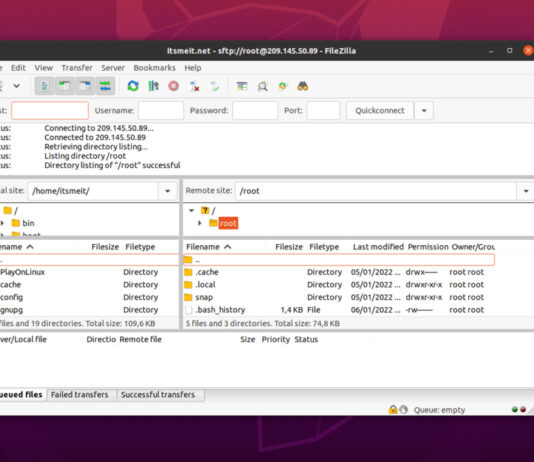 itsmeit.net - sftp://root@209.145.50.89 - FileZilla
Edit View Transfer Server Bookmarks Help
st: Username: Password: Port: Quickconnect
tus: Connecting to 209.145.50.89...
tus: Connected to 209.145.50.89
tus: Retrieving directory listing...
tus: Listing directory /root
tus: Directory listing of "/root" successful
cal site: /home/itsmeit/ Remote site: /root
/ /
bin root
boot
ename Filesize Filetype Filename Filesize Filetype Last modified Permission Owner/Grou
. ..
PlayOnLinux Directory .cache Directory 05/01/2022 ... drwx------ root root
cache Directory .local Directory 05/01/2022 ... drwxr-xr-x root root
config Directory snap Directory 05/01/2022 ... drwxr-xr-x root root
gnupg Directory .bash_history 1,4 KB File 06/01/2022 ... -rw------- root root
files and 19 directories. Total size: 109,6 KB 5 files and 3 directories. Total size: 74,8 KB
ver/Local file Directio Remote file Size Priority Status
ueued files Failed transfers Successful transfers
Queue: empty